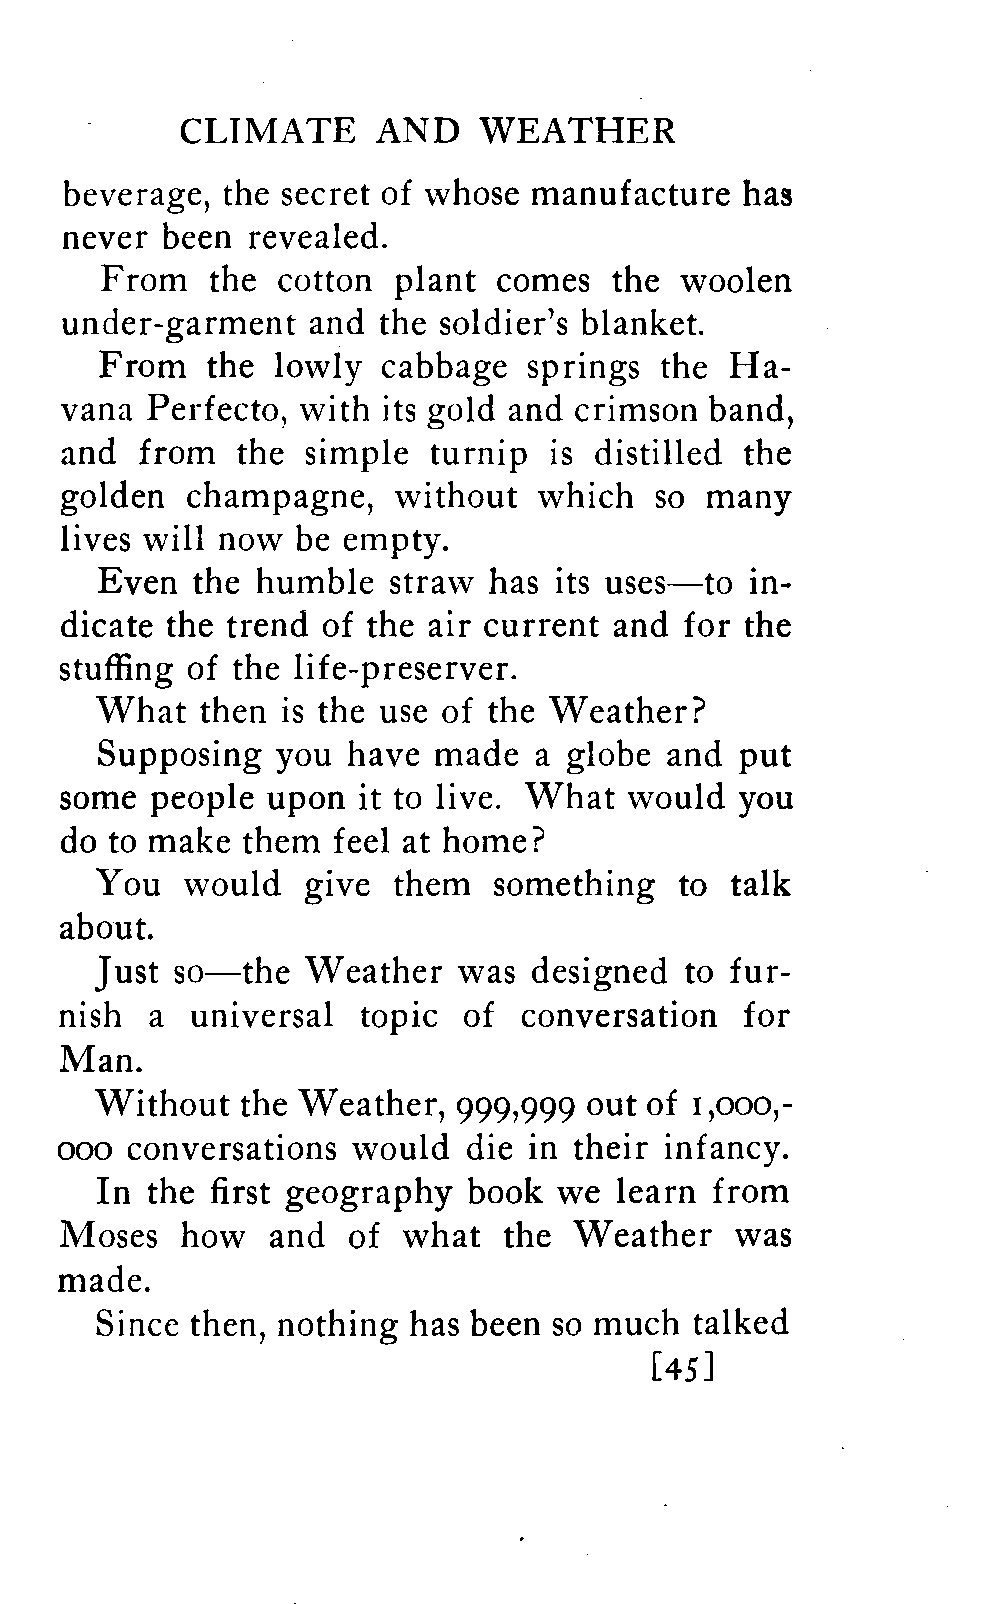 CLIMATE AND WEATHER
beverage, the secret of whose manufacture has
never been revealed.
From the cotton plant comes the woolen
under-garment and the soldier's blanket.
From the lowly cabbage springs the Ha-
vana Perfecto, with its gold and crimson band,
and from the simple turnip is distilled the
golden champagne, without which so many
lives will now be empty.
Even the humble straw has its uses—to in-
dicate the trend of the air current and for the
stuffing of the life-preserver.
What then is the use of the Weather?
Supposing you have made a globe and put
some people upon it to live. What would you
do to make them feel at home?
You would give them something to talk
about.
Just so—the Weather was designed to fur-
nish a universal topic of conversation for
Man.
Without the Weather, 999,999 out of 1,000,-
000 conversations would die in their infancy.
In the first geography book we learn from
Moses how and of what the Weather was
made.
Since then, nothing has been so much talked
[45]